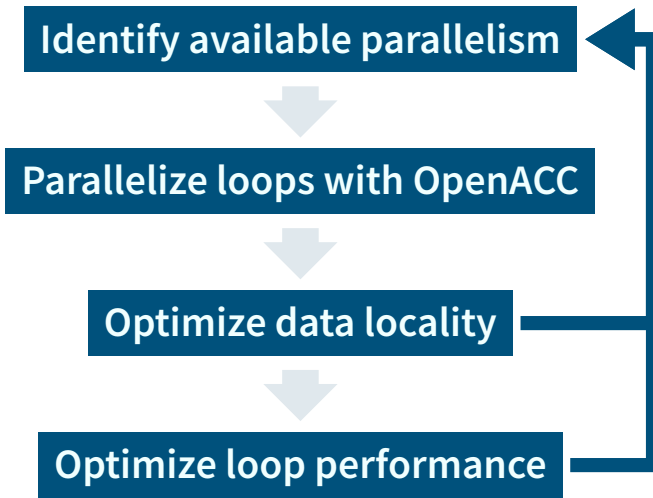 Identify available parallelism
Parallelize loops with OpenACC
Optimize data locality
Optimize loop performance